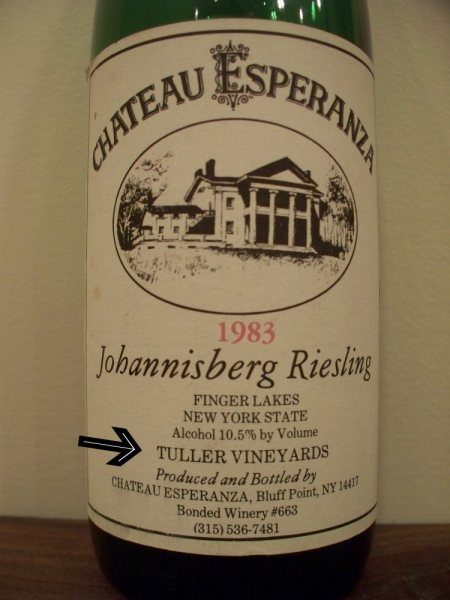 CHATEAU ESPERANZA
1983
Johannisberg Riesling
FINGER LAKES
NEW YORK STATE
Alcohol 10.5% by Volume
TULLER VINEYARDS
Produced and Bottled by
CHATEAU ESPERANZA, Bluff Point, NY 14417
Bonded Winery #663
(315) 536-7481